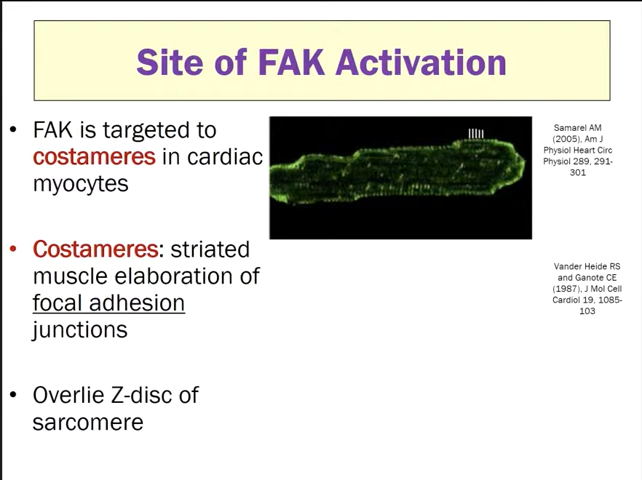 Site of FAK Activation
• FAK is targeted to
costameres in cardiac
myocytes
• Costameres: striated
muscle elaboration of
focal adhesion
junctions
• Overlie Z-disc of
sarcomere
Samarel AM
(2005), Am J
Physiol Heart Circ
Physiol 289, 291-
301
Vander Heide RS
and Ganote CE
(1987), J Mol Cell
Cardiol 19, 1085-
103